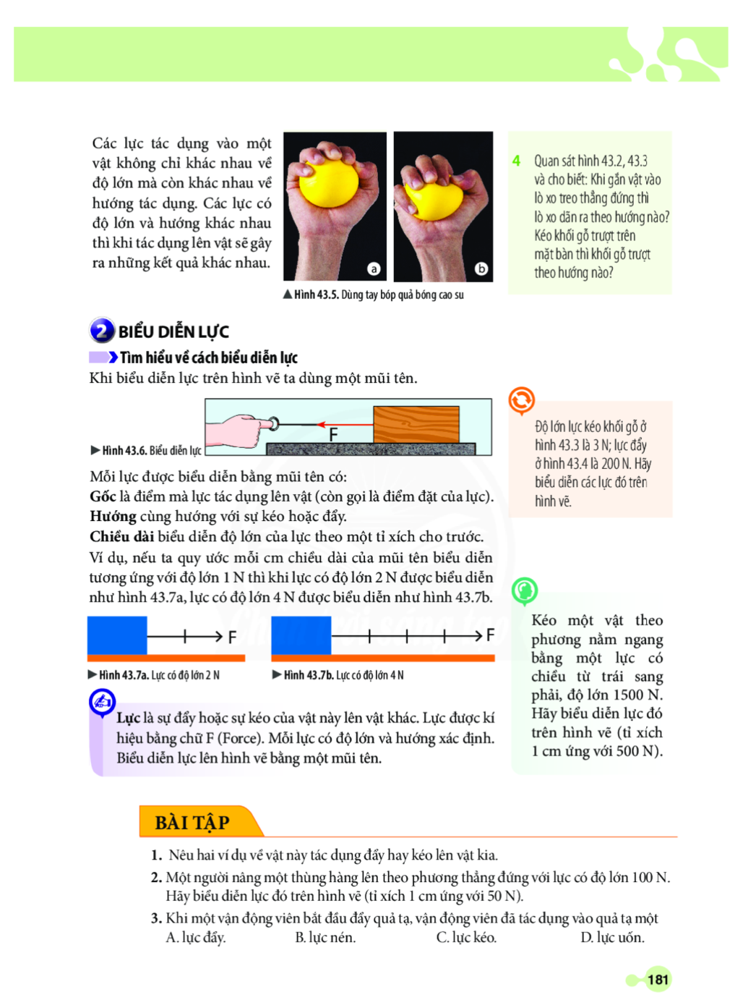 Các lực tác dụng vào một
vật không chỉ khác nhau về
độ lớn mà còn khác nhau về
hướng tác dụng. Các lực có
độ lớn và hướng khác nhau
thì khi tác dụng lên vật sẽ gây
ra những kết quả khác nhau.
a
b
▲Hình 43.5. Dùng tay bóp quả bóng cao su
4 Quan sát hình 43.2, 43.3
và cho biết: Khi gắn vật vào
lò xo treo thẳng đứng thì
lò xo dãn ra theo hướng nào?
Kéo khối gỗ trượt trên
mặt bàn thì khối gỗ trượt
theo hướng nào?
2 BIỂU DIỄN LỰC
Tìm hiểu về cách biểu diễn lực
Khi biểu diễn lực trên hình vẽ ta dùng một mũi tên.
F
▶Hình 43.6. Biểu diễn lực
Mỗi lực được biểu diễn bằng mũi tên có:
Gốc là điểm mà lực tác dụng lên vật (còn gọi là điểm đặt của lực).
Hướng cùng hướng với sự kéo hoặc đẩy.
Chiều dài biểu diễn độ lớn của lực theo một tỉ xích cho trước.
Ví dụ, nếu ta quy ước mỗi cm chiều dài của mũi tên biểu diễn
tương ứng với độ lớn 1 N thì khi lực có độ lớn 2 N được biểu diễn
như hình 43.7a, lực có độ lớn 4 N được biểu diễn như hình 43.7b.
Độ lớn lực kéo khối gỗ ở
hình 43.3 là 3 N; lực đẩy
ở hình 43.4 là 200 N. Hãy
biểu diễn các lực đó trên
hình vẽ.
F
F
▶Hình 43.7a. Lực có độ lớn 2 N
▶Hình 43.7b. Lực có độ lớn 4 N
Chân trời sáng tạo
Kéo một vật theo
phương nằm ngang
bằng một lực có
chiều từ trái sang
phải, độ lớn 1500 N.
Hãy biểu diễn lực đó
trên hình vẽ (tỉ xích
1 cm ứng với 500 N).
Lực là sự đẩy hoặc sự kéo của vật này lên vật khác. Lực được kí
hiệu bằng chữ F (Force). Mỗi lực có độ lớn và hướng xác định.
Biểu diễn lực lên hình vẽ bằng một mũi tên.
BÀI TẬP
1. Nêu hai ví dụ về vật này tác dụng đẩy hay kéo lên vật kia.
2. Một người nâng một thùng hàng lên theo phương thẳng đứng với lực có độ lớn 100 N.
Hãy biểu diễn lực đó trên hình vẽ (tỉ xích 1 cm ứng với 50 N).
3. Khi một vận động viên bắt đầu đẩy quả tạ, vận động viên đã tác dụng vào quả tạ một
A. lực đẩy. B. lực nén. C. lực kéo. D. lực uốn.
181